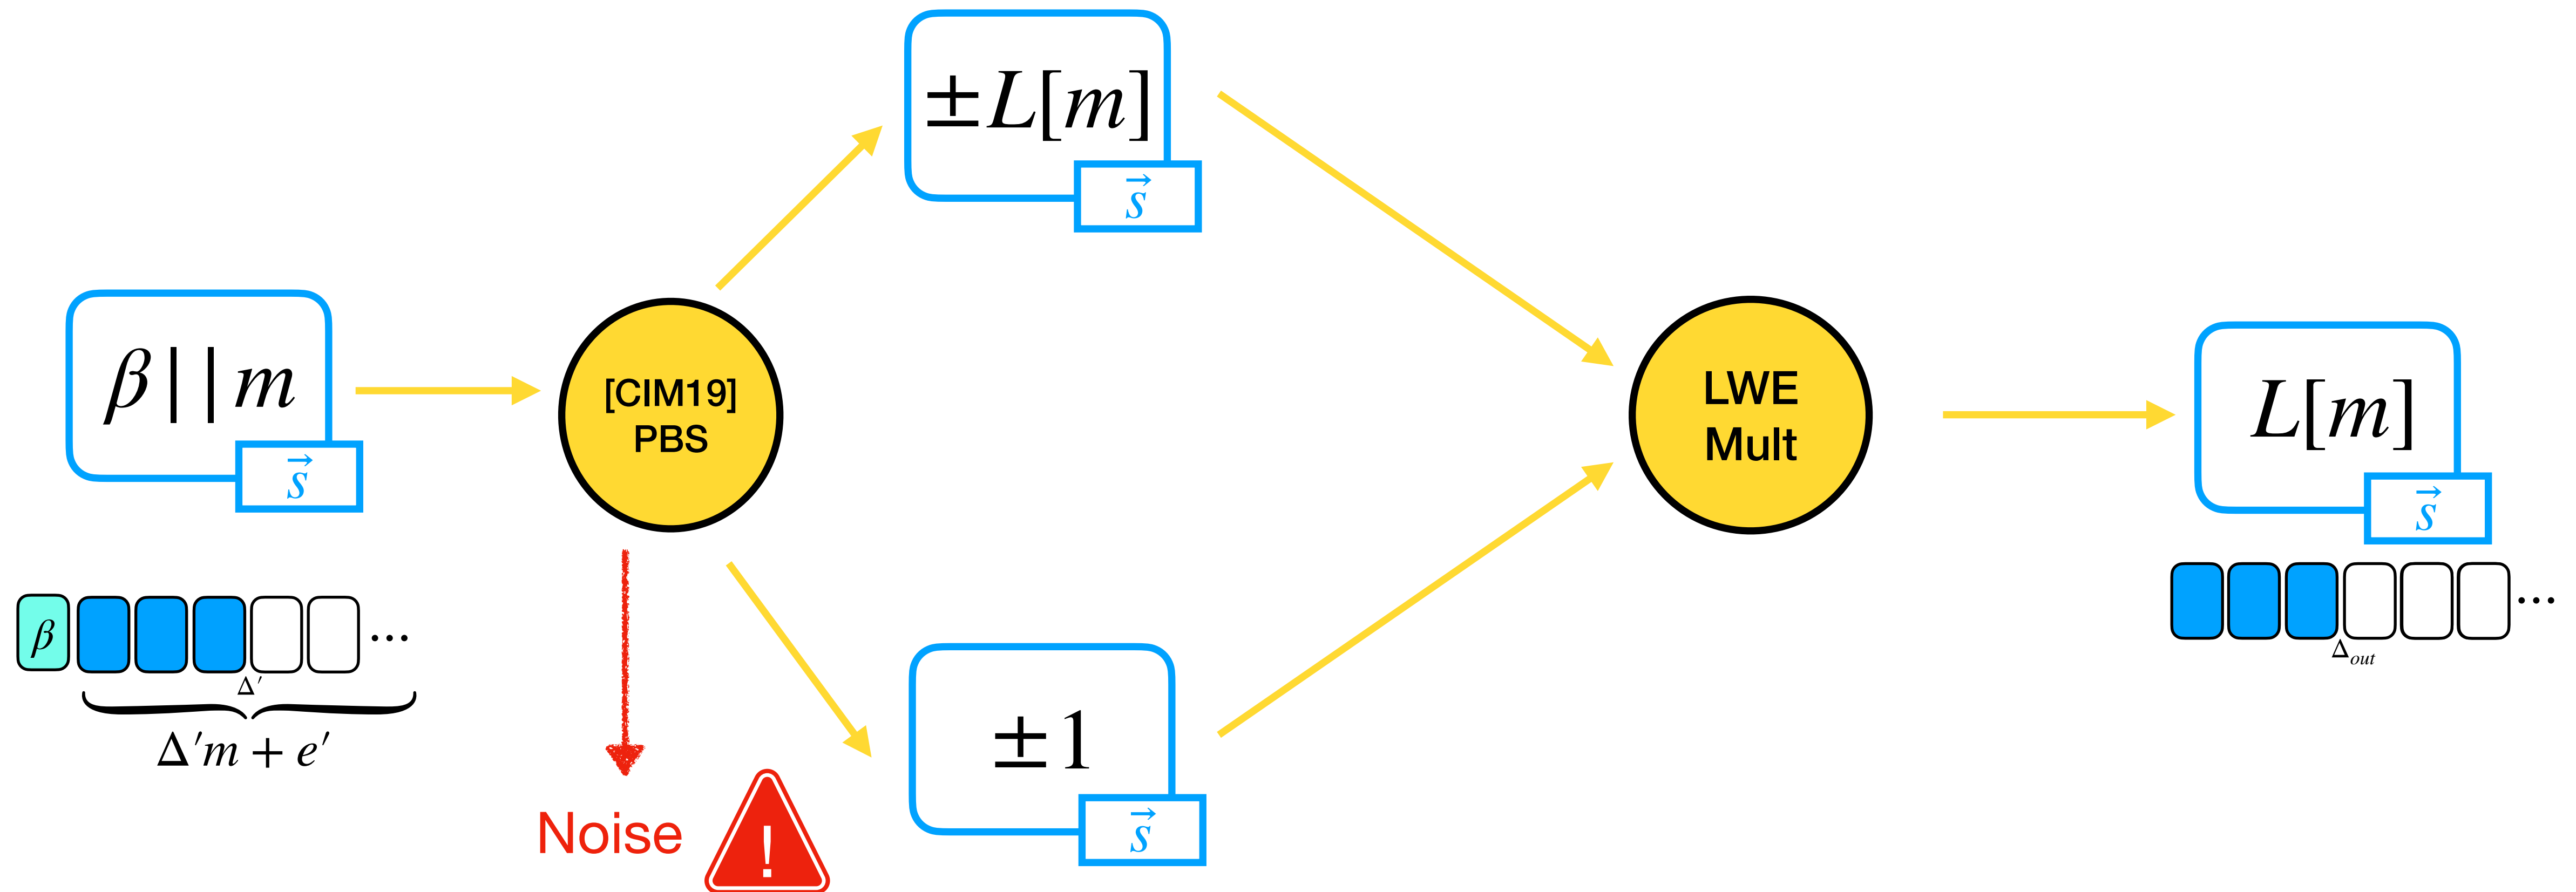 ±L[m]
s⃗
β||m
s⃗
[CIM19]
PBS
LWE
Mult
L[m]
s⃗
β
...
Δ′
Δ′m + e′
...
Δout
±1
s⃗
Noise
!